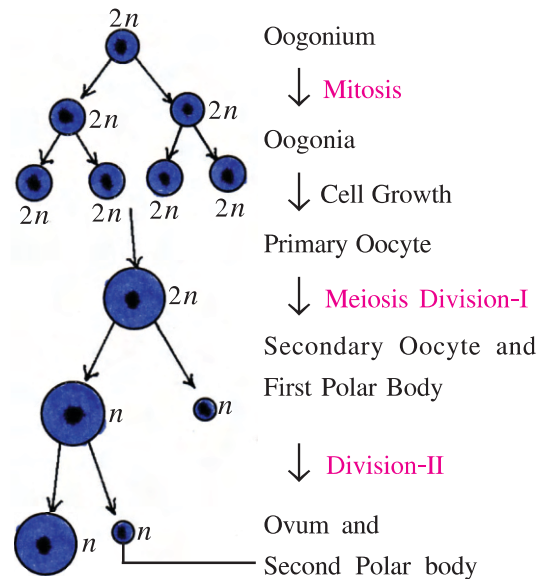 2n
Oogonium
Mitosis
2n
2n
Oogonia
2n
2n
2n
2n
Cell Growth
Primary Oocyte
2n
Meiosis Division-I
Secondary Oocyte and
First Polar Body
n
n
Division-II
n
n
Ovum and
Second Polar body